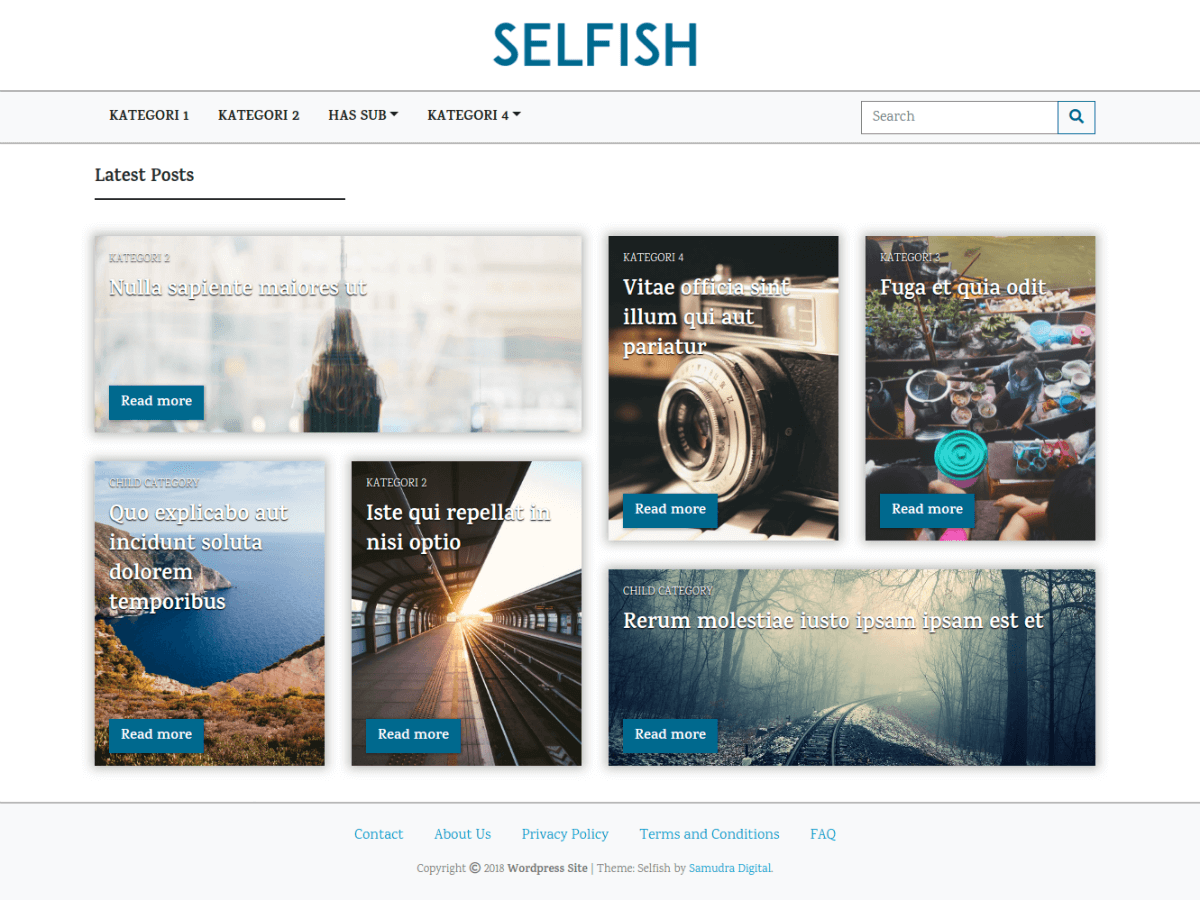 SELFISH
KATEGORI 1 KATEGORI 2 HAS SUB KATEGORI 4 Search
Latest Posts
KATEGORI 2
Nulla sapiente maiores ut
Read more
KATEGORI 4
Vitae officia sint
illum qui aut
pariatur
Read more
KATEGORI 3
Fuga et quia odit
Read more
CHILD CATEGORY
Quo explicabo aut
incidunt soluta
dolorem
temporibus
Read more
KATEGORI 2
Iste qui repellat in
nisi optio
Read more
CHILD CATEGORY
Rerum molestiae iusto ipsam ipsam est et
Read more
Contact About Us Privacy Policy Terms and Conditions FAQ
Copyright © 2018 Wordpress Site | Theme: Selfish by Samudra Digital.